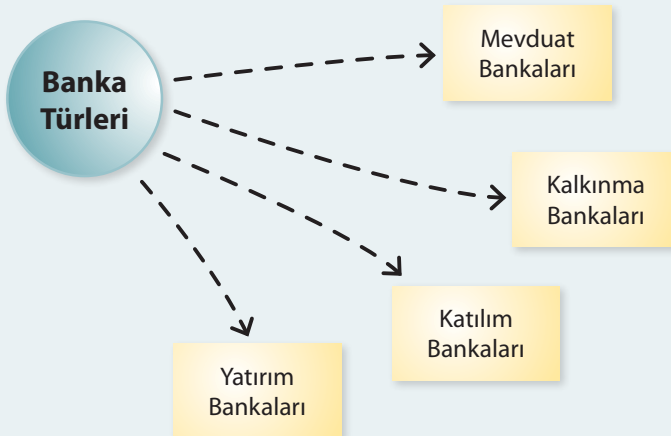 Banka
Türleri
Mevduat
Bankaları
Kalkınma
Bankaları
Katılım
Bankaları
Yatırım
Bankaları